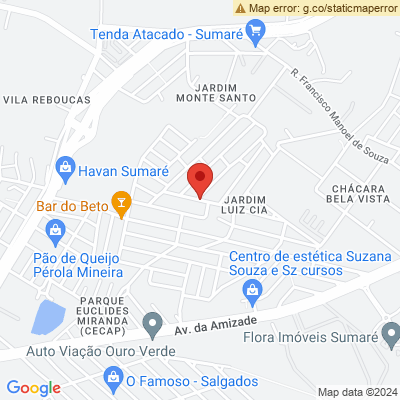 Map error: g.co/staticmaperror
Tenda Atacado - Sumaré
R. Francisco Manoel de Souza
JARDIM
MONTE SANTO
VILA REBOUCAS
Havan Sumaré
Bar do Beto
JARDIM
LUIZ CIA
CHÁCARA
BELA VISTA
Pão de Queijo
Pérola Mineira
Centro de estética Suzana
Souza e Sz cursos
PARQUE
EUCLIDES
MIRANDA
(CECAP)
Av. da Amizade
Auto Viação Ouro Verde
Flora Imóveis Sumaré
O Famoso - Salgados
Google
Map data ©2024